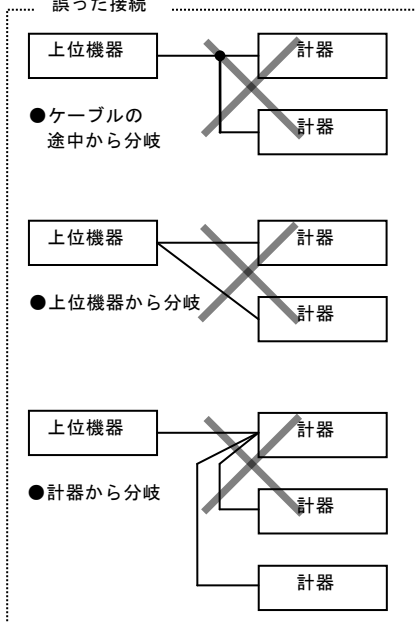 誤った接続
上位機器
計器
●ケーブルの
途中から分岐
計器
上位機器
計器
●上位機器から分岐
計器
上位機器
計器
●計器から分岐
計器
計器